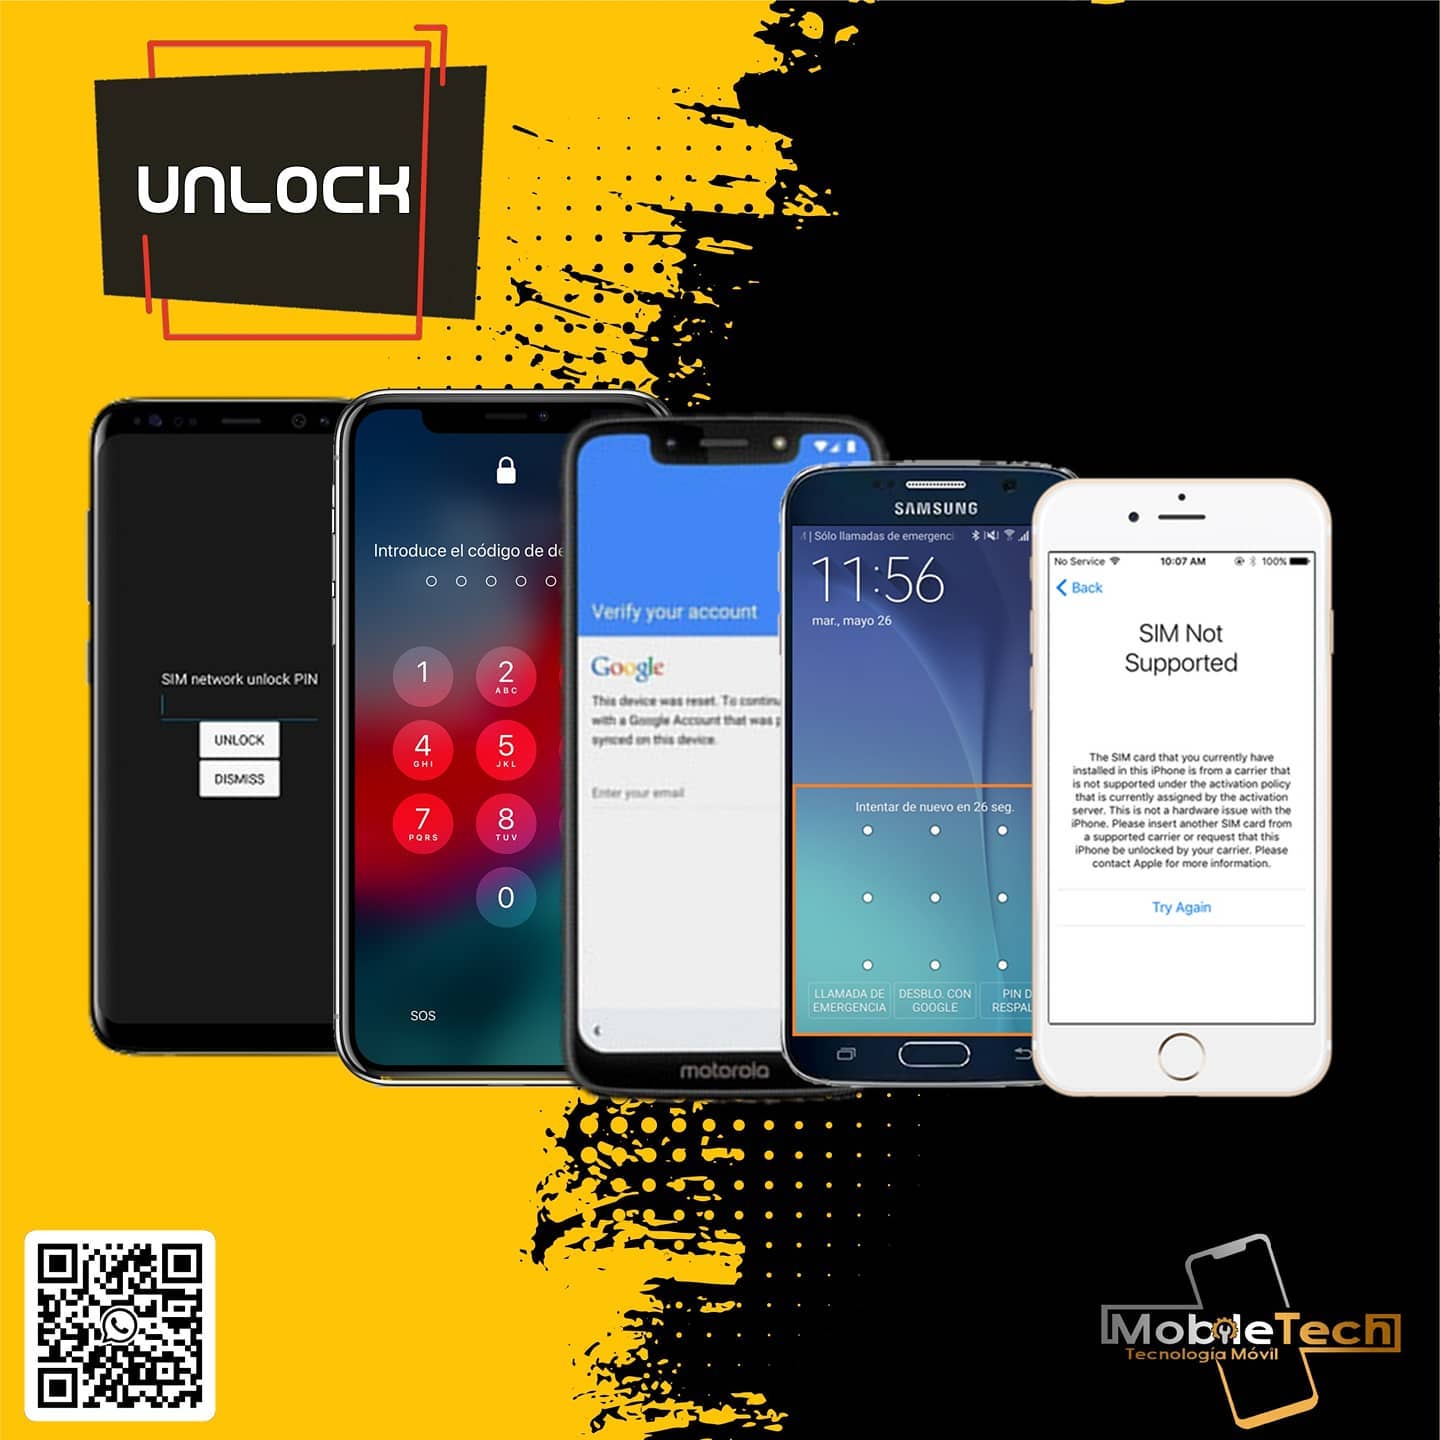 UNLOCK
SIM network unlock PIN
UNLOCK
DISMISS
Introduce el código de de
1
2
ABC
4
GHI
5
JKL
7
PQRS
8
TUV
0
SOS
Verify your account
Google
This device was reset. To continu
with a Google Account that was p
synced on this device.
Enter your email
motorola
SAMSUNG
Sólo llamadas de emergenci
11:56
mar., mayo 26
Intentar de nuevo en 26 seg.
LLAMADA DE
EMERGENCIA
DESBLO. CON
GOOGLE
PIN D
RESPAL
No Service
10:07 AM
100%
Back
SIM Not
Supported
The SIM card that you currently have
installed in this iPhone is from a carrier that
is not supported under the activation policy
that is currently assigned by the activation
server. This is not a hardware issue with the
iPhone. Please insert another SIM card from
a supported carrier or request that this
iPhone be unlocked by your carrier. Please
contact Apple for more information.
Try Again
MobileTech
Tecnología Móvil